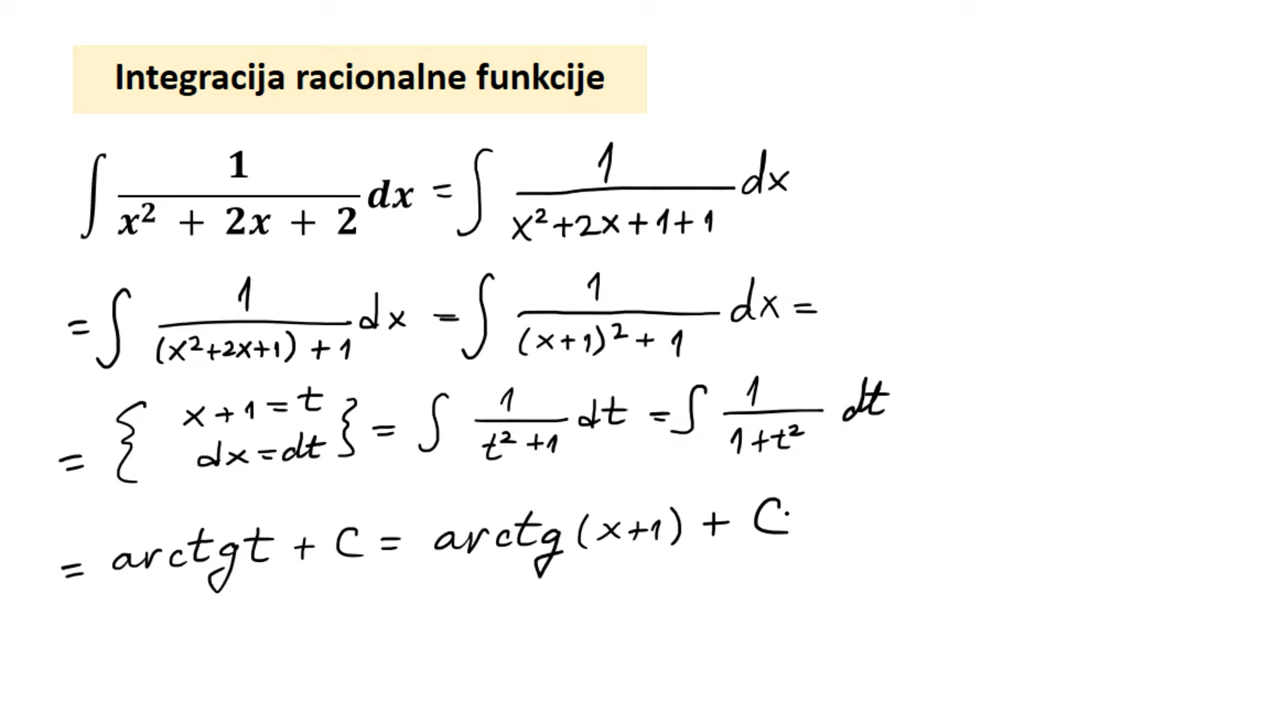 Integracija racionalne funkcije
∫ 1/(x² + 2x + 2) dx = ∫ 1/(x²+2x+1+1) dx
= ∫ 1/((x²+2x+1)+1) dx = ∫ 1/((x+1)²+1) dx =
= { x+1=t dx=dt } = ∫ 1/(t²+1) dt = ∫ 1/(1+t²) dt
= arctgt + C = arctg(x+1) + C